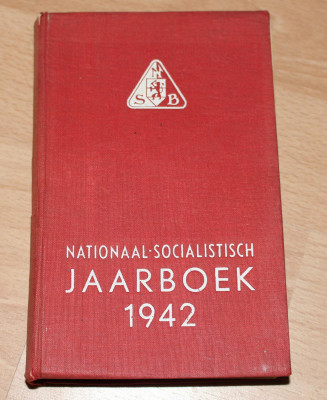 N
S B
NATIONAAL-SOCIALISTISCH
JAARBOEK
1942